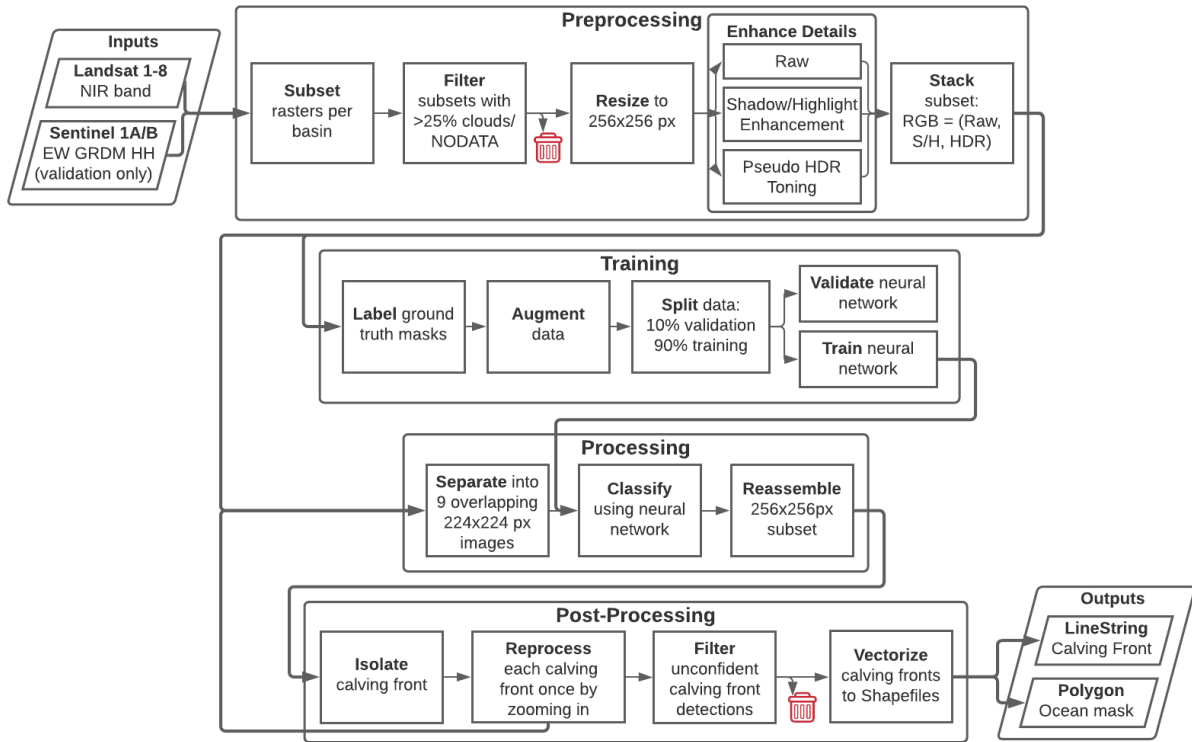 Preprocessing
Inputs
Landsat 1-8
NIR band
Sentinel 1A/B
EW GRDM HH
(validation only)
Subset
rasters per
basin
Filter
subsets with
>25% clouds/
NODATA
Resize to
256x256 px
Enhance Details
Raw
Shadow/Highlight
Enhancement
Pseudo HDR
Toning
Stack
subset:
RGB = (Raw,
S/H, HDR)
Training
Label ground
truth masks
Augment
data
Split data:
10% validation
90% training
Validate neural
network
Train neural
network
Processing
Separate into
9 overlapping
224x224 px
images
Classify
using neural
network
Reassemble
256x256px
subset
Post-Processing
Isolate
calving front
Reprocess
each calving
front once by
zooming in
Filter
unconfident
calving front
detections
Vectorize
calving fronts
to Shapefiles
Outputs
LineString
Calving Front
Polygon
Ocean mask